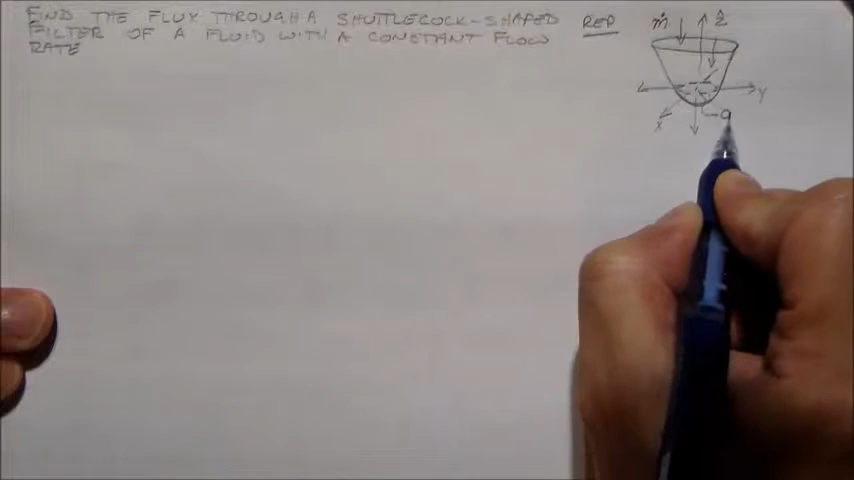 FIND THE FLUX THROUGH A SHUTTLECOCK-SHAPED
FILTER OF A FLUID WITH A CONSTANT FLOW
RATE
REP
ṁ
Z
Y
X
a